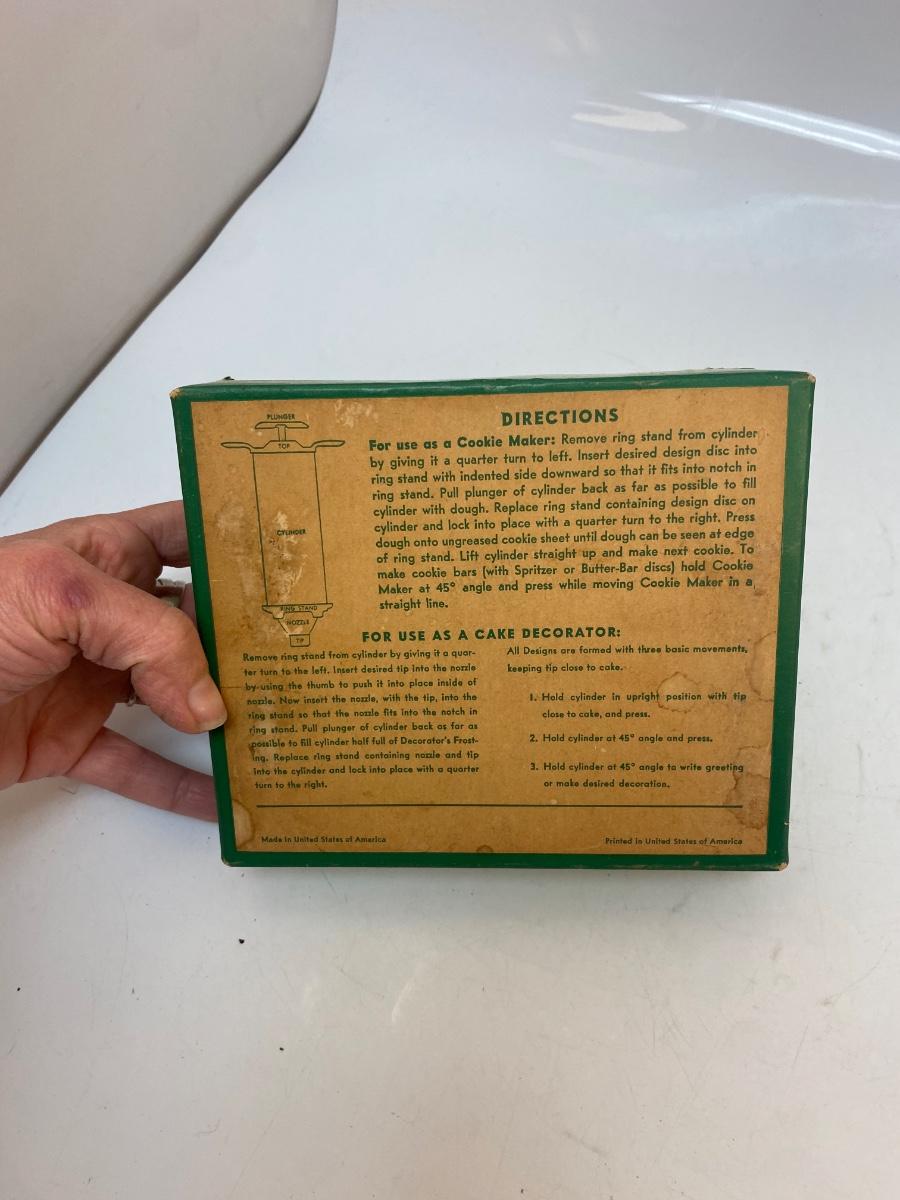 DIRECTIONS
PLUNGER
TOP
CYLINDER
RING STAND
NOZZLE
TIP
For use as a Cookie Maker: Remove ring stand from cylinder
by giving it a quarter turn to left. Insert desired design disc into
ring stand with indented side downward so that it fits into notch in
ring stand. Pull plunger of cylinder back as far as possible to fill
cylinder with dough. Replace ring stand containing design disc on
cylinder and lock into place with a quarter turn to the right. Press
dough onto ungreased cookie sheet until dough can be seen at edge
of ring stand. Lift cylinder straight up and make next cookie. To
make cookie bars (with Spritzer or Butter-Bar discs) hold Cookie
Maker at 45° angle and press while moving Cookie Maker in a
straight line.
FOR USE AS A CAKE DECORATOR:
Remove ring stand from cylinder by giving it a quar-
ter turn to the left. Insert desired tip into the nozzle
by using the thumb to push it into place inside of
nozzle. Now insert the nozzle, with the tip, into the
ring stand so that the nozzle fits into the notch in
ring stand. Pull plunger of cylinder back as far as
possible to fill cylinder half full of Decorator's Frost-
ing. Replace ring stand containing nozzle and tip
into the cylinder and lock into place with a quarter
turn to the right.
All Designs are formed with three basic movements,
keeping tip close to cake.
1. Hold cylinder in upright position with tip
close to cake, and press.
2. Hold cylinder at 45° angle and press.
3. Hold cylinder at 45° angle to write greeting
or make desired decoration.
Made in United States of America
Printed in United States of America